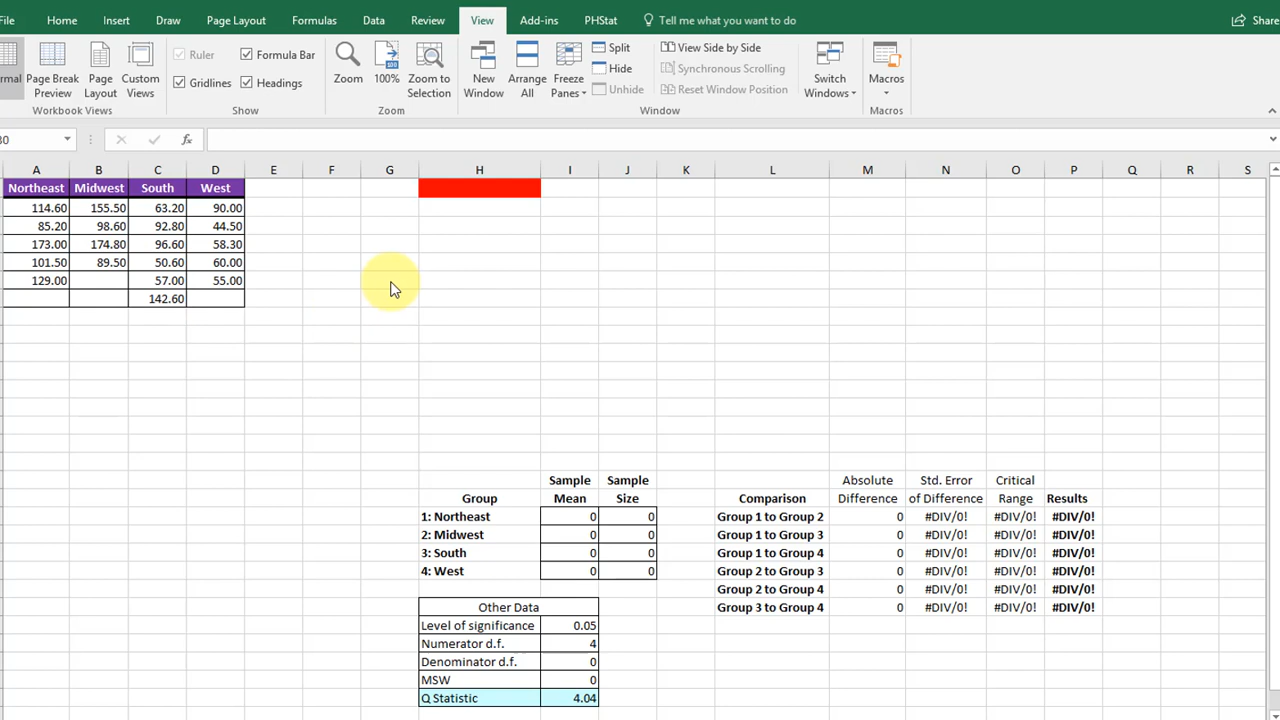 File Home Insert Draw Page Layout Formulas Data Review View Add-ins PHStat Tell me what you want to do Share
Ruler Formula Bar Split View Side by Side
Hide Synchronous Scrolling
Gridlines Headings Unhide Reset Window Position
Page Break Preview Page Layout Custom Views Zoom 100% Zoom to Selection New Window Arrange All Freeze Panes Switch Windows Macros
Workbook Views Show Zoom Window Macros
fx
A B C D E F G H I J K L M N O P Q R S
Northeast Midwest South West
114.60 155.50 63.20 90.00
85.20 98.60 92.80 44.50
173.00 174.80 96.60 58.30
101.50 89.50 50.60 60.00
129.00 57.00 55.00
142.60
Sample Sample Absolute Std. Error Critical
Group Mean Size Comparison Difference of Difference Range Results
1: Northeast 0 0 Group 1 to Group 2 0 #DIV/0! #DIV/0! #DIV/0!
2: Midwest 0 0 Group 1 to Group 3 0 #DIV/0! #DIV/0! #DIV/0!
3: South 0 0 Group 1 to Group 4 0 #DIV/0! #DIV/0! #DIV/0!
4: West 0 0 Group 2 to Group 3 0 #DIV/0! #DIV/0! #DIV/0!
Group 2 to Group 4 0 #DIV/0! #DIV/0! #DIV/0!
Other Data Group 3 to Group 4 0 #DIV/0! #DIV/0! #DIV/0!
Level of significance 0.05
Numerator d.f. 4
Denominator d.f. 0
MSW 0
Q Statistic 4.04